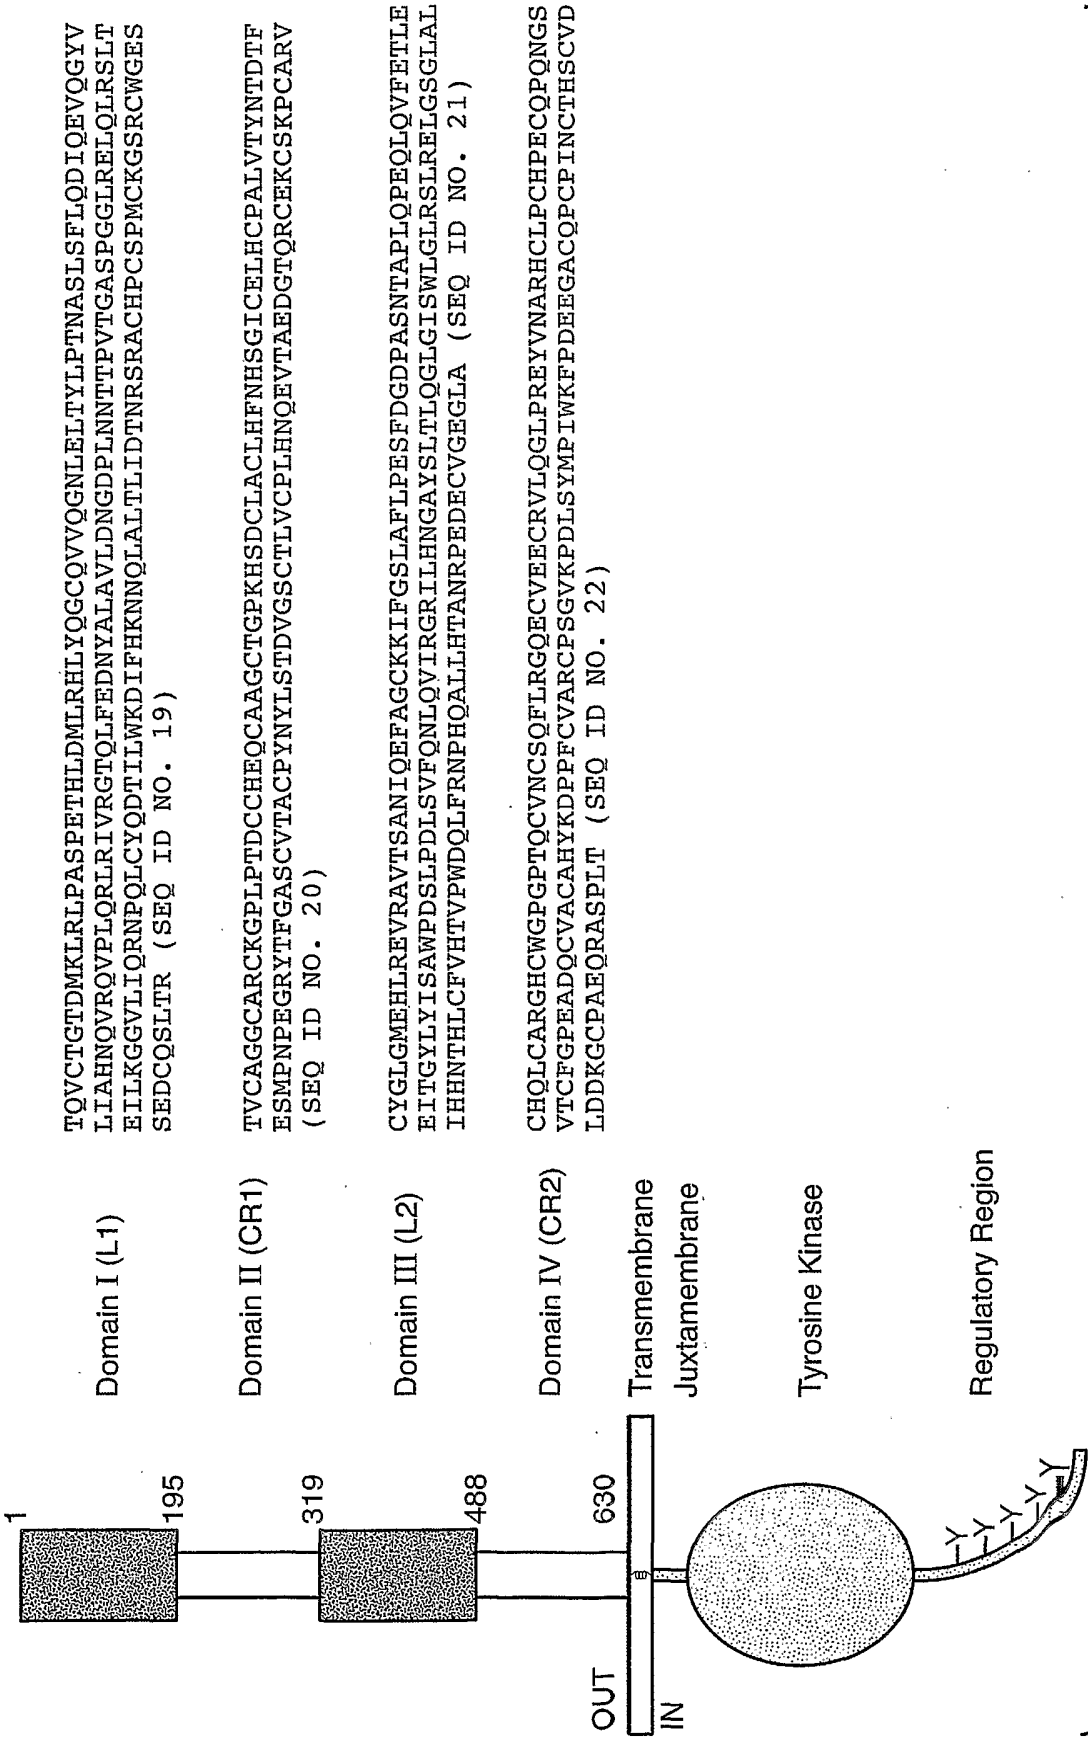 1
195
319
488
630
OUT
IN
Domain I (L1)
TQVCTGTDMKLRLPASPETHLDMLRHLYQGCQVVQGNLELTYLPTNASLSFLQDIQEVQGYV
LIAHNQVRQVPLQRLRIVRGTQLFEDNYALAVLDNGDPLNNTTPVTGASPGGLRELQLRSLT
EILKGGVLIQRNPQLCYQDTILWKDIFHKNNQLALTLIDTNRSRACHPCSPMCKGSRCWGES
SEDCQSLTR (SEQ ID NO. 19)
Domain II (CR1)
TVCAGGCARCKGPLPTDCCHEQCAAGCTGPKHSDCLACLHFNHSGICELHCPALVTYNTDTF
ESMPNPEGRYTFGASCVTACPYNYLSTDVGSCTLVCPLHNQEVTAEDGTQRCEKCSKPCARV
(SEQ ID NO. 20)
Domain III (L2)
CYGLGMEHLREVRAVTSANIQEFAGCKKIFGSLAFLPESFDGDPASNTAPLQPEQLQVFETLE
EITGYLYISAWPDSLPDLSVFQNLQVIRGRILHNGAYSLTLQGLGISWLGLRSLRELGSGLAL
IHHNTHLCFVHTVPWDQLFRNPHQALLHTANRPEDECVGEGLA (SEQ ID NO. 21)
Domain IV (CR2)
CHQLCARGHCWGPGPTQCVNCSQFLRGQECVEECRVLQGLPREYVNARHCLPCHPECQPQNGS
VTCFGPEADQCVACAHYKDPPFCVARCPSGVKPDLSYMPIWKFPDEEGACQPCPINCTHSCVD
LDDKGCPAEQRASPLT (SEQ ID NO. 22)
Transmembrane
Juxtamembrane
Tyrosine Kinase
Regulatory Region
Y
Y
Y
Y
Y